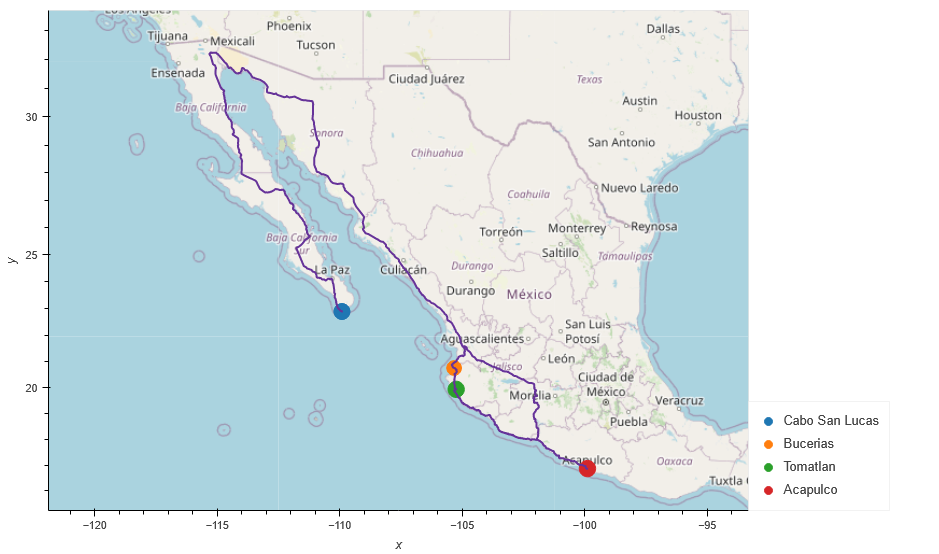 Los Angeles
Phoenix
Dallas
Tijuana
Mexicali
Tucson
Ensenada
Ciudad Juárez
Texas
Baja California
Austin
Houston
30
Sonora
San Antonio
Chihuahua
Coahuila
Nuevo Laredo
Torreón
Monterrey
Reynosa
Baja California
Sur
Saltillo
Tamaulipas
25
y
La Paz
Culiacán
Durango
Durango
México
San Luis
Potosí
Aguascalientes
León
Jalisco
Ciudad de
México
20
Morelia
Veracruz
Puebla
Acapulco
Oaxaca
Tuxtla
−120
−115
−110
−105
−100
−95
x
Cabo San Lucas
Bucerias
Tomatlan
Acapulco